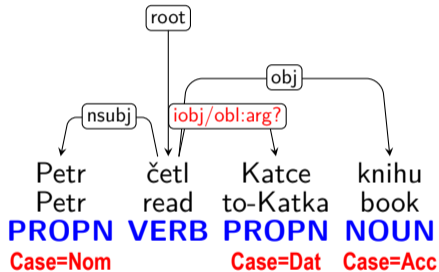 root
obj
nsubj
iobj/obl:arg?
Petr četl Katce knihu
Petr read to-Katka book
PROPN VERB PROPN NOUN
Case=Nom Case=Dat Case=Acc